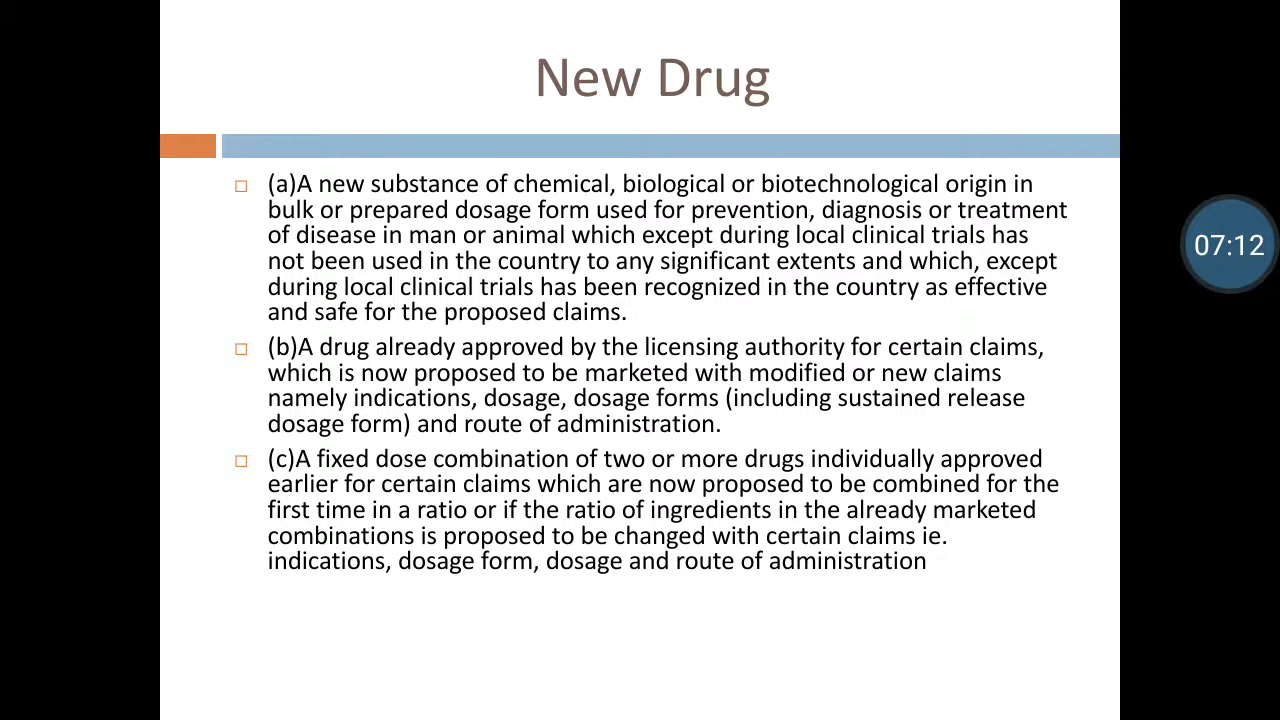 New Drug
(a)A new substance of chemical, biological or biotechnological origin in
bulk or prepared dosage form used for prevention, diagnosis or treatment
of disease in man or animal which except during local clinical trials has
not been used in the country to any significant extents and which, except
during local clinical trials has been recognized in the country as effective
and safe for the proposed claims.
(b)A drug already approved by the licensing authority for certain claims,
which is now proposed to be marketed with modified or new claims
namely indications, dosage, dosage forms (including sustained release
dosage form) and route of administration.
(c)A fixed dose combination of two or more drugs individually approved
earlier for certain claims which are now proposed to be combined for the
first time in a ratio or if the ratio of ingredients in the already marketed
combinations is proposed to be changed with certain claims ie.
indications, dosage form, dosage and route of administration
07:12